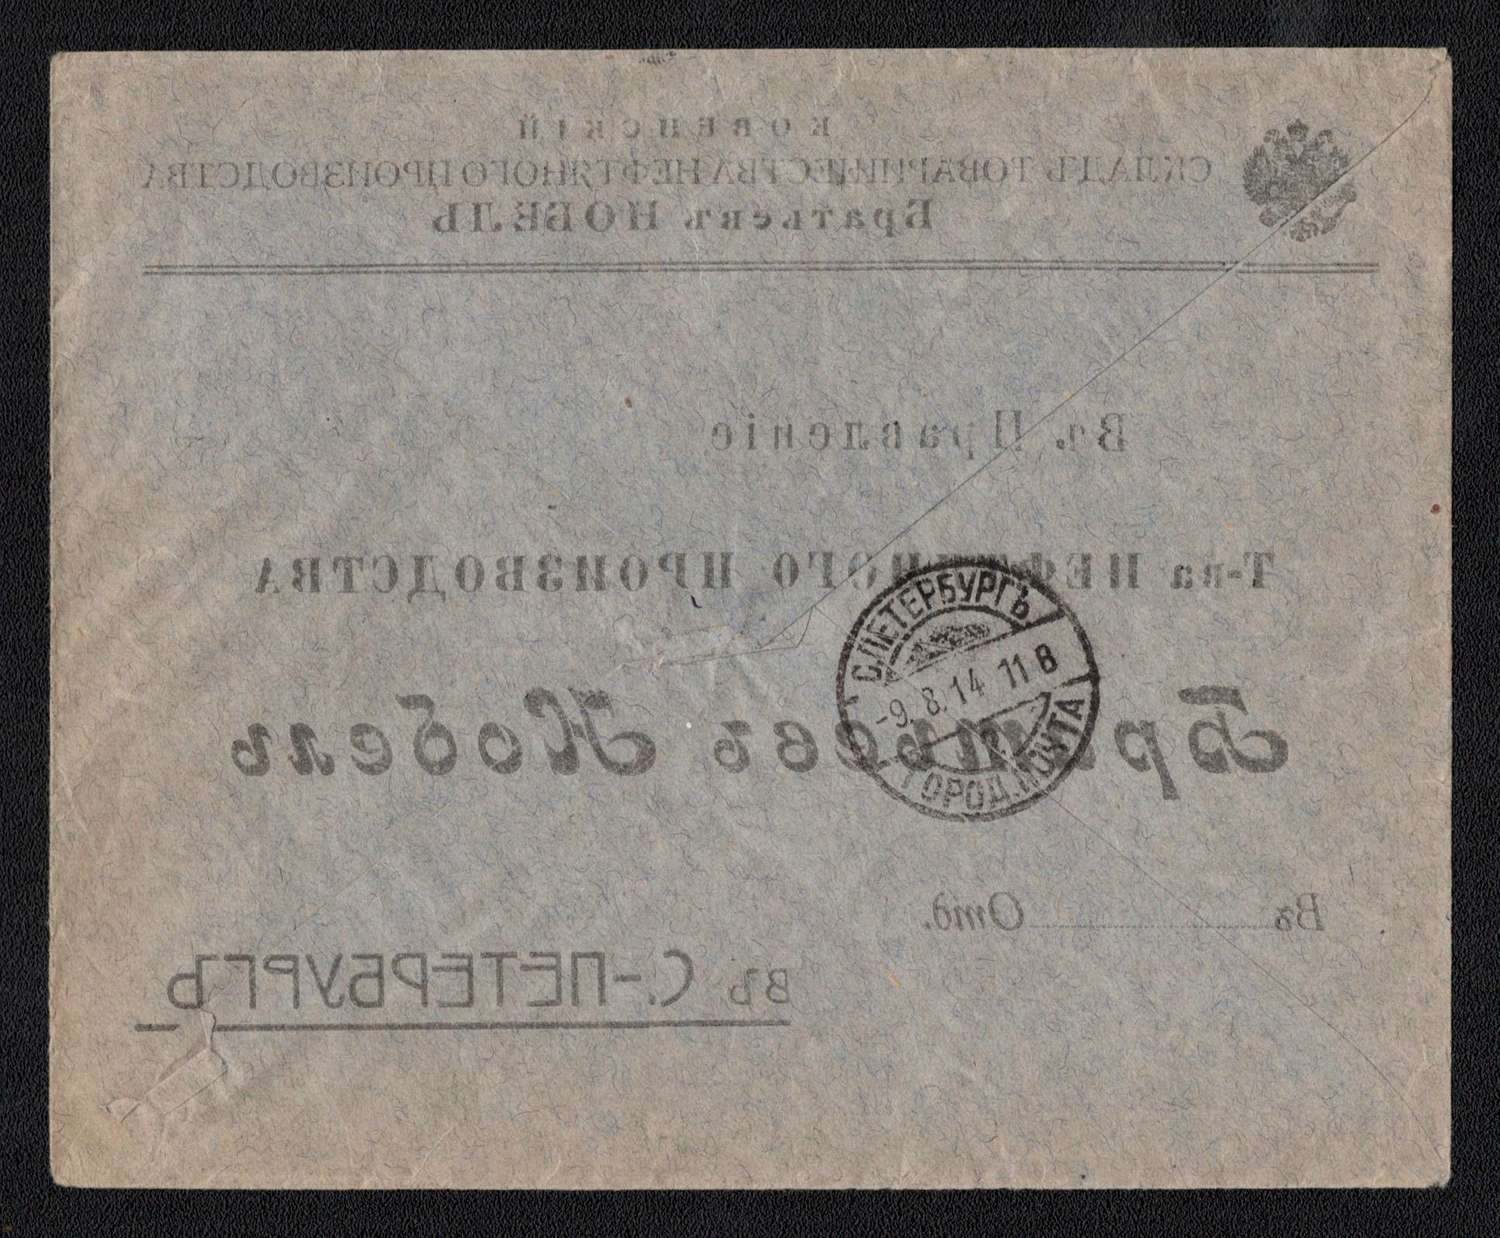 КОВЕНСКІЙ
СКЛАДЪ ТОВАРИЩЕСТВА НЕФТЯНОГО ПРОИЗВОДСТВА
Братьевъ НОБЕЛЬ
Въ Правленіе
Т-ва НЕФТЯНОГО ПРОИЗВОДСТВА
Братьевъ Нобель
С.ПЕТЕРБУРГЪ
-9.8.14 11 В
ГОРОД.ПОЧТА
Въ Отд.
въ С.-ПЕТЕРБУРГЪ